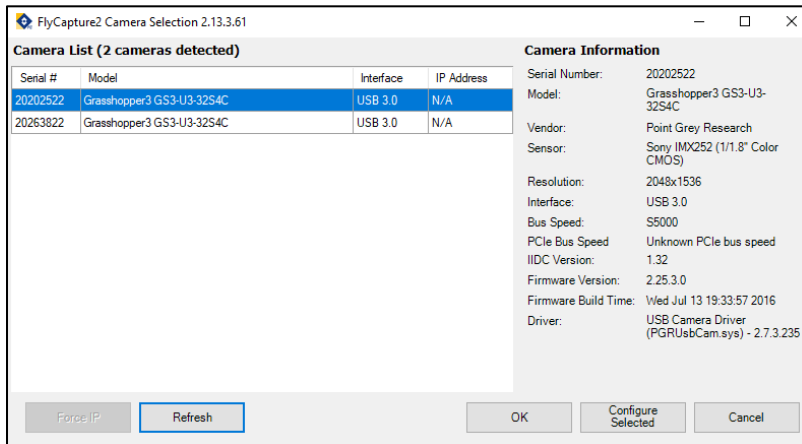 FlyCapture2 Camera Selection 2.13.3.61
Camera List (2 cameras detected)
Serial # Model Interface IP Address
20202522 Grasshopper3 GS3-U3-32S4C USB 3.0 N/A
20263822 Grasshopper3 GS3-U3-32S4C USB 3.0 N/A
Camera Information
Serial Number: 20202522
Model: Grasshopper3 GS3-U3-
32S4C
Vendor: Point Grey Research
Sensor: Sony IMX252 (1/1.8" Color
CMOS)
Resolution: 2048x1536
Interface: USB 3.0
Bus Speed: S5000
PCIe Bus Speed Unknown PCIe bus speed
IIDC Version: 1.32
Firmware Version: 2.25.3.0
Firmware Build Time: Wed Jul 13 19:33:57 2016
Driver: USB Camera Driver
(PGRUsbCam.sys) - 2.7.3.235
Force IP Refresh OK Configure
Selected Cancel